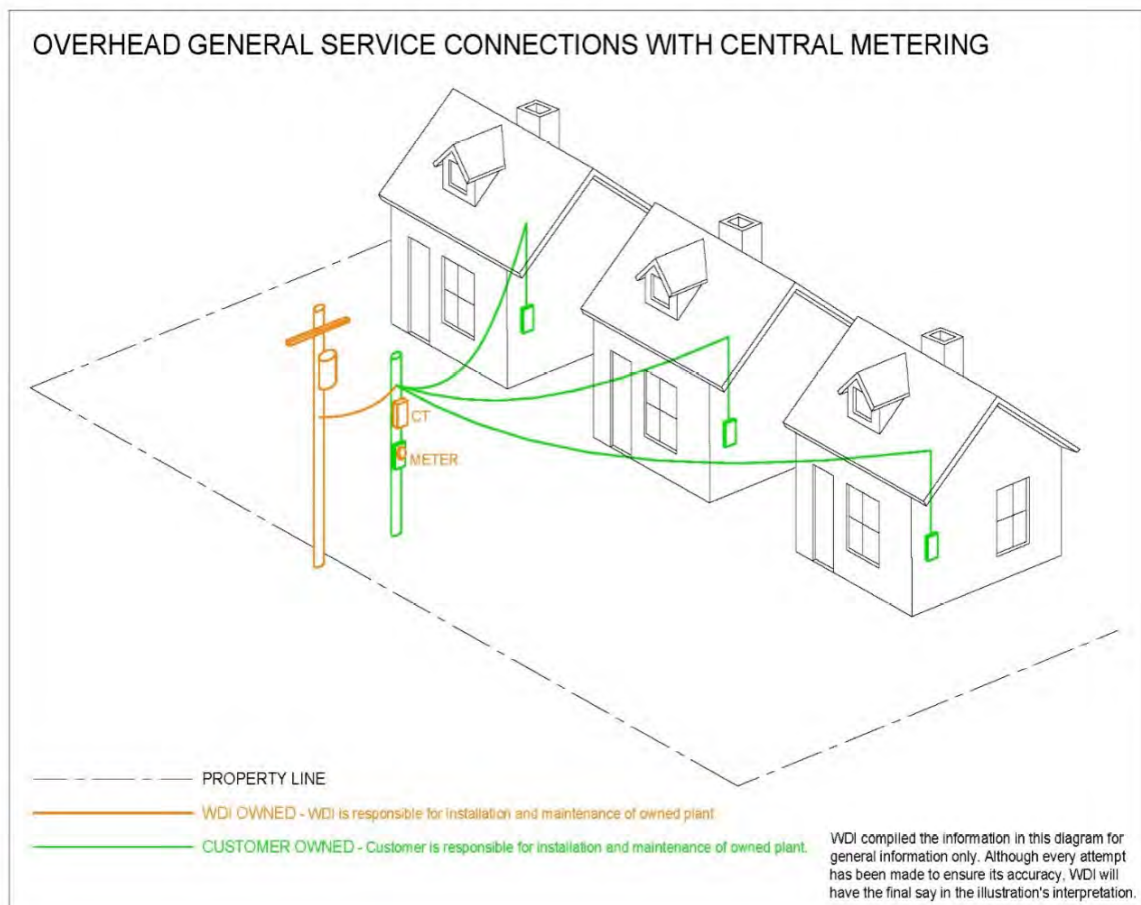 OVERHEAD GENERAL SERVICE CONNECTIONS WITH CENTRAL METERING
CT
METER
PROPERTY LINE
WDI OWNED - WDI is responsible for installation and maintenance of owned plant
CUSTOMER OWNED - Customer is responsible for installation and maintenance of owned plant.
WDI compiled the information in this diagram for
general information only. Although every attempt
has been made to ensure its accuracy, WDI will
have the final say in the illustration's interpretation.